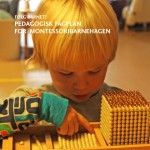 PEDAGOGISK FAGPLAN
FOR MONTESSORIBARNEHAGEN